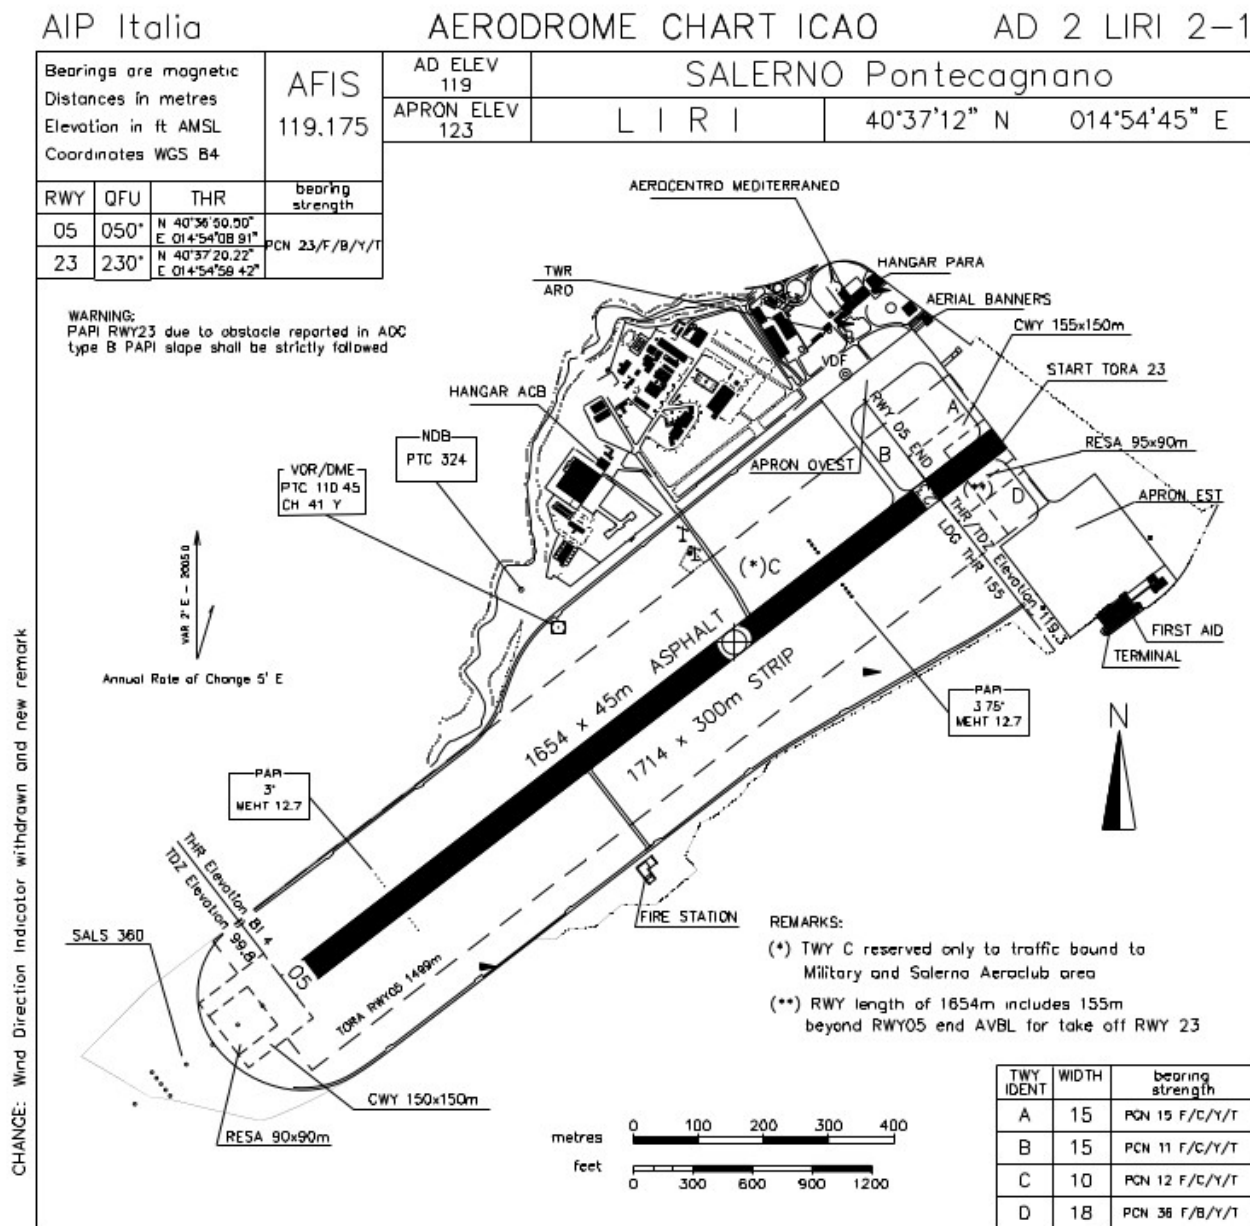 AIP Italia
AERODROME CHART ICAO
AD 2 LIRI 2-1
Bearings are magnetic
Distances in metres
Elevation in ft AMSL
Coordinates WGS 84
AFIS
119.175
AD ELEV
119
APRON ELEV
123
SALERNO Pontecagnano
LIRI
40°37'12" N 014°54'45" E
RWY QFU THR bearing strength
05 050° N 40°36'50.50"
E 014°54'08 91"
PCN 23/F/B/Y/T
23 230° N 40°37'20.22"
E 014°54'59 42"
WARNING:
PAPI RWY23 due to obstacle reported in AOC
type B PAPI slope shall be strictly followed
AEROCENTRO MEDITERRANEO
TWR
ARO
HANGAR PARA
AERIAL BANNERS
CWY 155x150m
VDF
START TORA 23
HANGAR ACB
NDB
PTC 324
VOR/DME
PTC 110 45
CH 41 Y
A
RWY 05 END
B
RESA 95x90m
APRON OVEST
23
D
APRON EST
THR/TDZ Elevation 119.3
LDG THR 155
(*)C
VAR 2° E - 2005.0
Annual Rate of Change 5' E
FIRST AID
TERMINAL
1654 x 45m ASPHALT
1714 x 300m STRIP
PAPI
3 75°
MEHT 12.7
N
PAPI
3°
MEHT 12.7
THR Elevation 81 4
TDZ Elevation 99.8
SALS 360
05
TORA RWY05 1499m
FIRE STATION
REMARKS:
(*) TWY C reserved only to traffic bound to
Military and Salerno Aeroclub area
(**) RWY length of 1654m includes 155m
beyond RWY05 end AVBL for take off RWY 23
CWY 150x150m
RESA 90x90m
metres 0 100 200 300 400
feet 0 300 600 900 1200
TWY IDENT WIDTH bearing strength
A 15 PCN 15 F/C/Y/T
B 15 PCN 11 F/C/Y/T
C 10 PCN 12 F/C/Y/T
D 18 PCN 36 F/B/Y/T
CHANGE: Wind Direction Indicator withdrawn and new remark